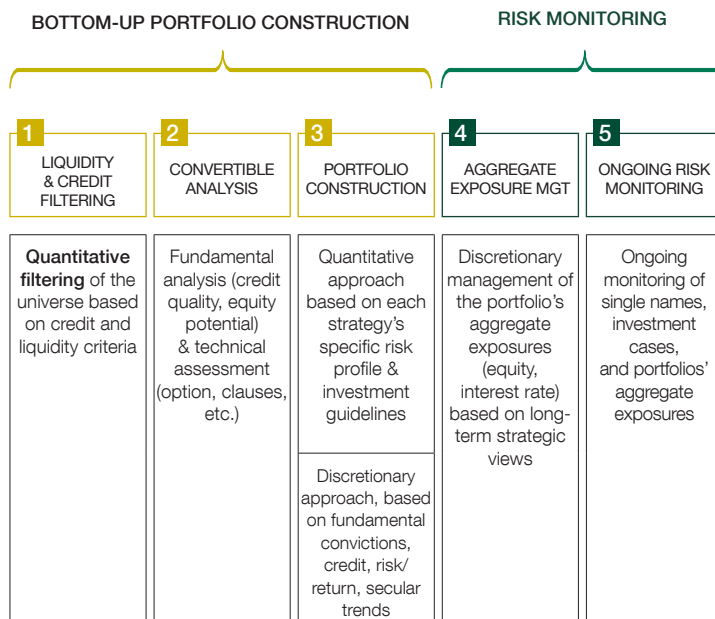 BOTTOM-UP PORTFOLIO CONSTRUCTION
RISK MONITORING
1
LIQUIDITY
& CREDIT
FILTERING
2
CONVERTIBLE
ANALYSIS
3
PORTFOLIO
CONSTRUCTION
4
AGGREGATE
EXPOSURE MGT
5
ONGOING RISK
MONITORING
Quantitative
filtering of the
universe based
on credit and
liquidity criteria
Fundamental
analysis (credit
quality, equity
potential)
& technical
assessment
(option, clauses,
etc.)
Quantitative
approach
based on each
strategy’s
specific risk
profile &
investment
guidelines
Discretionary
approach, based
on fundamental
convictions,
credit, risk/
return, secular
trends
Discretionary
management of
the portfolio’s
aggregate
exposures
(equity,
interest rate)
based on long-
term strategic
views
Ongoing
monitoring of
single names,
investment
cases,
and portfolios’
aggregate
exposures